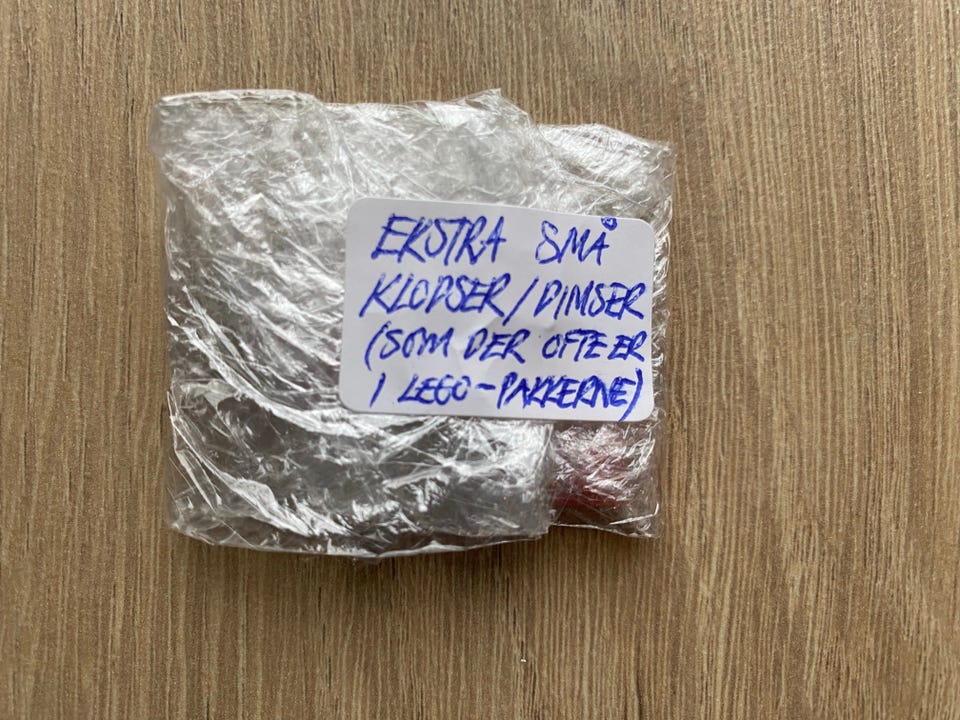 EKSTRA SMÅ
KLODSER/DIMSER
(SOM DER OFTE ER
I LEGO-PAKKERNE)